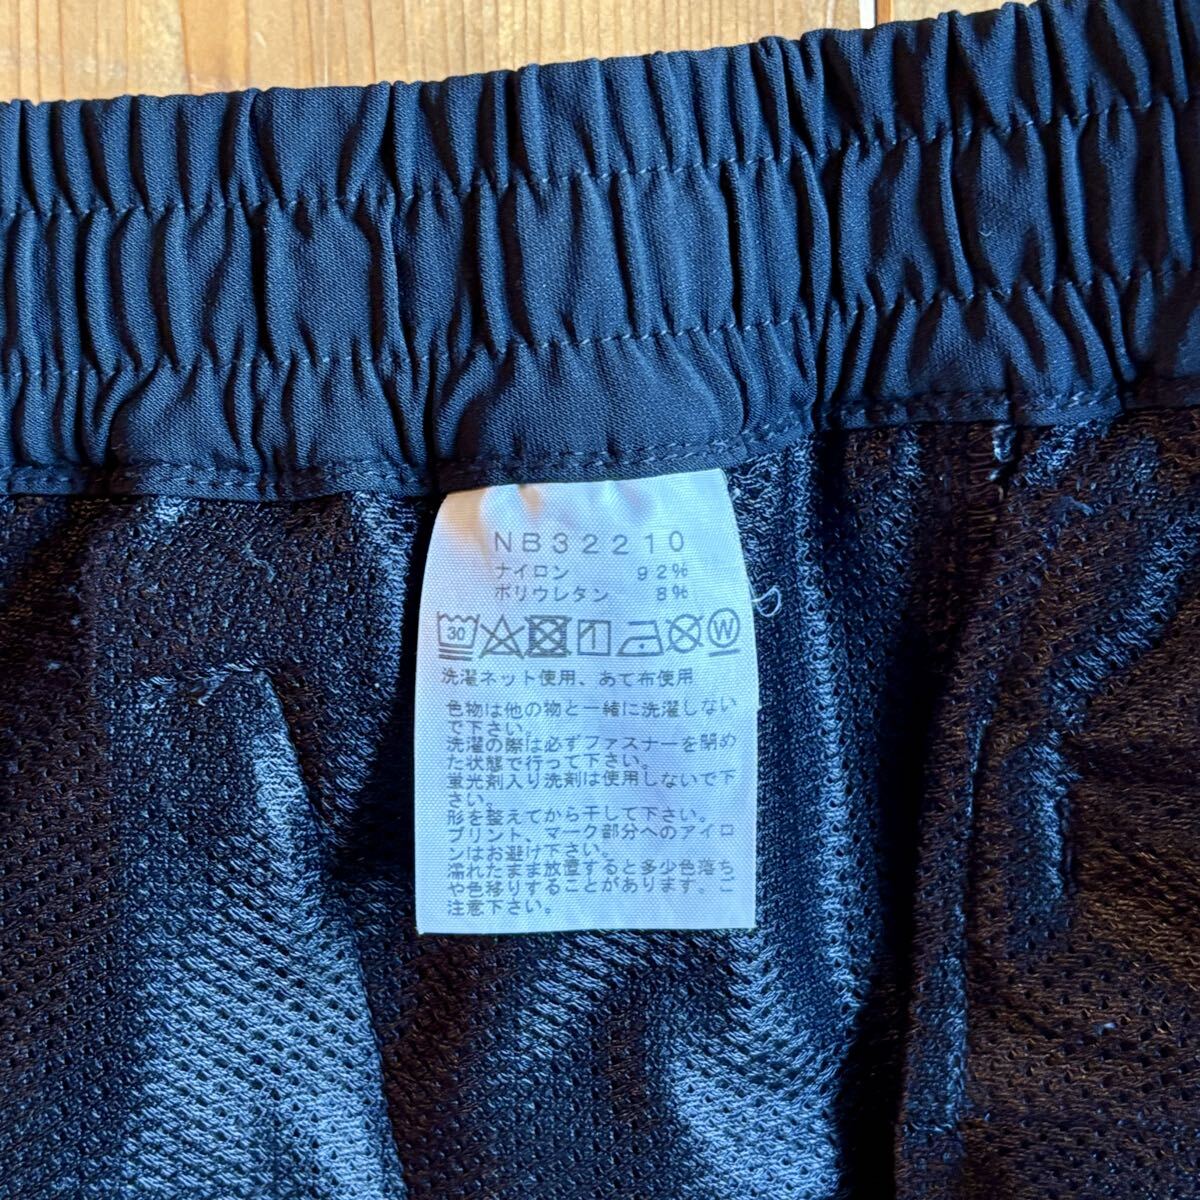 NB32210
ナイロン 92%
ポリウレタン 8%
30 W
洗濯ネット使用、あて布使用
色物は他の物と一緒に洗濯しない
で下さい。
洗濯の際は必ずファスナーを閉め
た状態で行って下さい。
蛍光剤入り洗剤は使用しないで下
さい。
形を整えてから干して下さい。
プリント、マーク部分へのアイロ
ンはお避け下さい。
濡れたまま放置すると多少色落ち
や色移りすることがあります。ご
注意下さい。